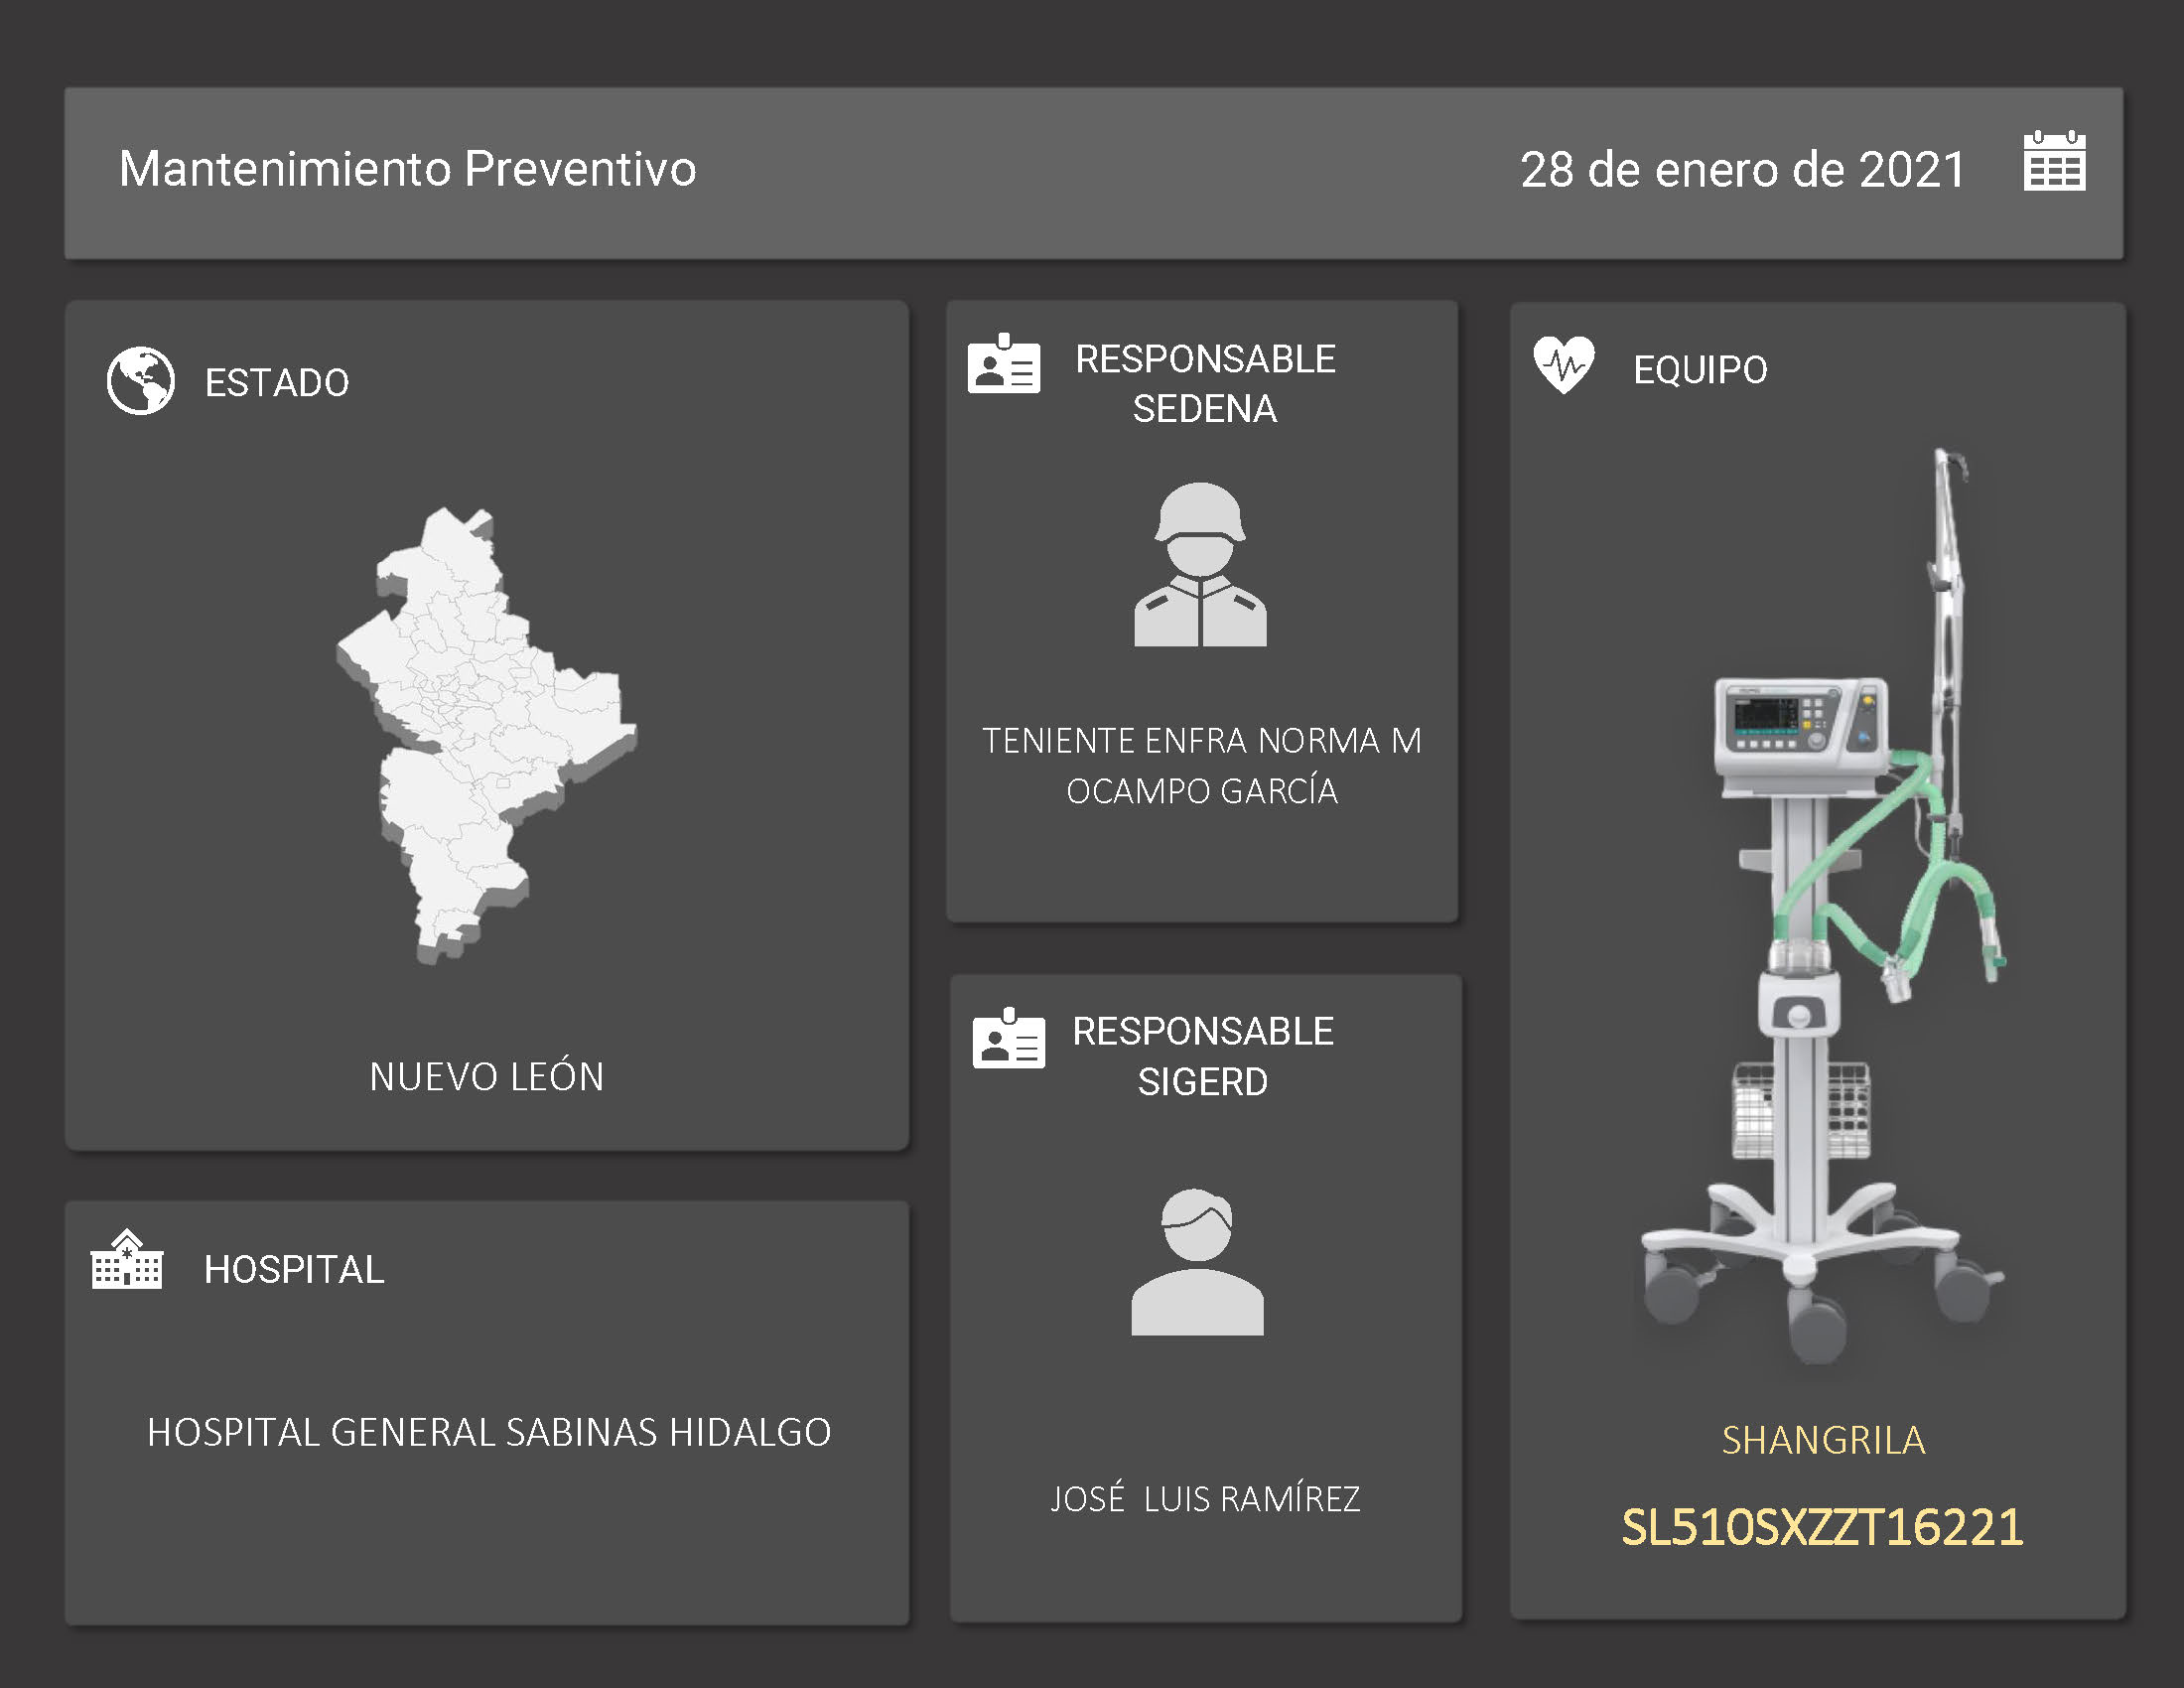 Mantenimiento Preventivo
28 de enero de 2021
ESTADO
NUEVO LEÓN
HOSPITAL
HOSPITAL GENERAL SABINAS HIDALGO
RESPONSABLE
SEDENA
TENIENTE ENFRA NORMA M
OCAMPO GARCÍA
RESPONSABLE
SIGERD
JOSÉ  LUIS RAMÍREZ
EQUIPO
SHANGRILA
SL510SXZZT16221